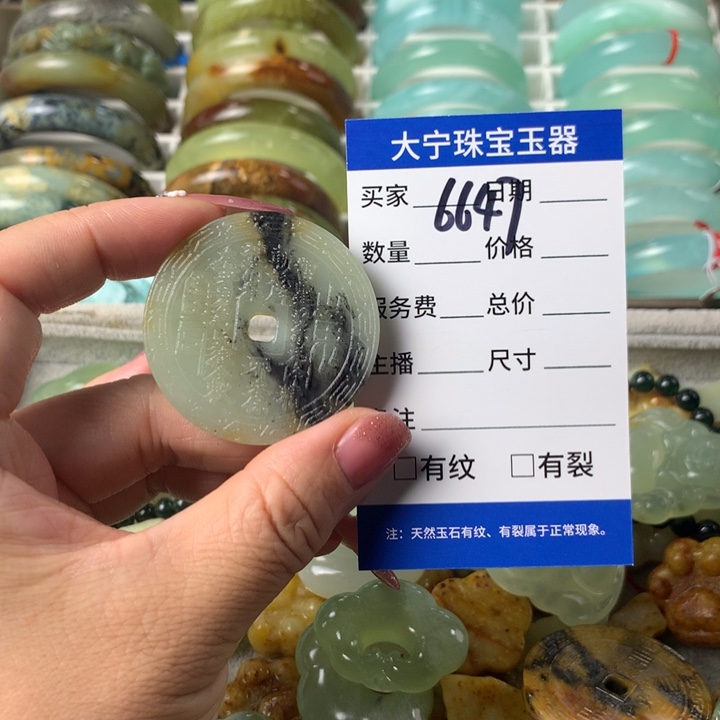 大宁珠宝玉器
买家 6647 日期
数量 价格
服务费 总价
主播 尺寸
注
□有纹 □有裂
注：天然玉石有纹、有裂属于正常现象。